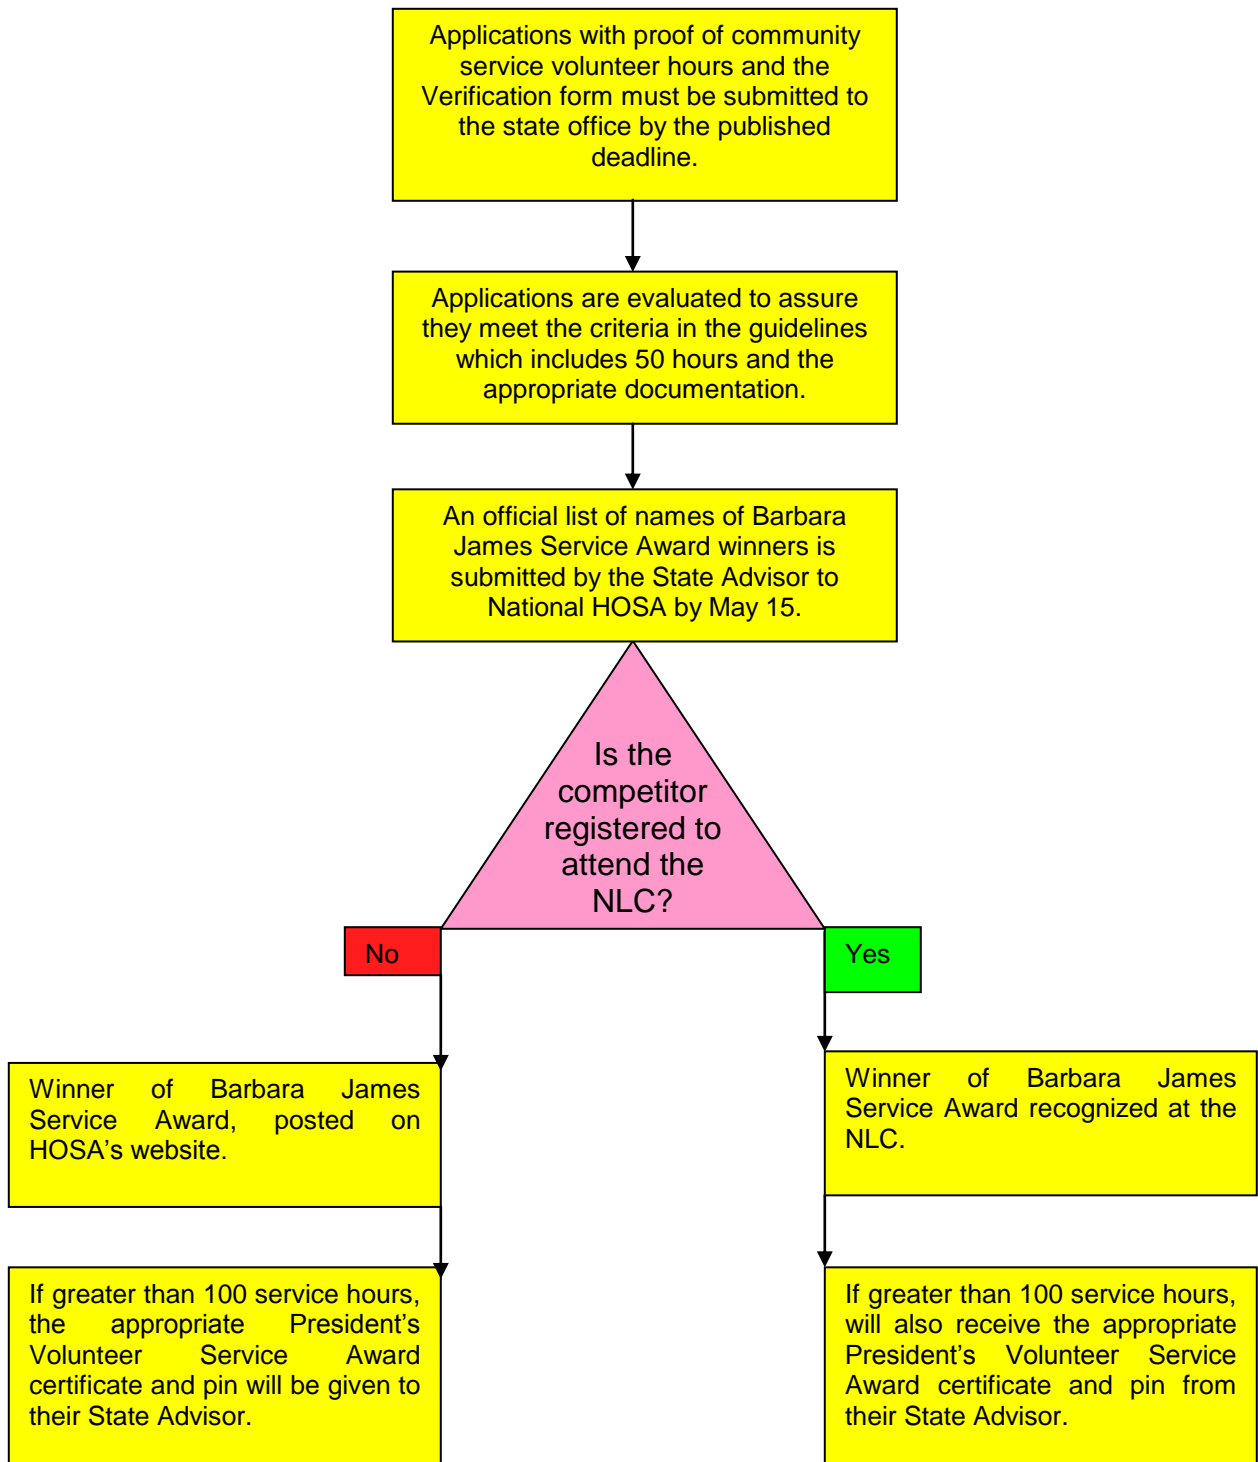 Applications with proof of community
service volunteer hours and the
Verification form must be submitted to
the state office by the published
deadline.
Applications are evaluated to assure
they meet the criteria in the guidelines
which includes 50 hours and the
appropriate documentation.
An official list of names of Barbara
James Service Award winners is
submitted by the State Advisor to
National HOSA by May 15.
Is the
competitor
registered to
attend the
NLC?
No
Yes
Winner of Barbara James
Service Award, posted on
HOSA's website.
Winner of Barbara James
Service Award recognized at the
NLC.
If greater than 100 service hours,
the appropriate President's
Volunteer Service Award
certificate and pin will be given to
their State Advisor.
If greater than 100 service hours,
will also receive the appropriate
President's Volunteer Service
Award certificate and pin from
their State Advisor.